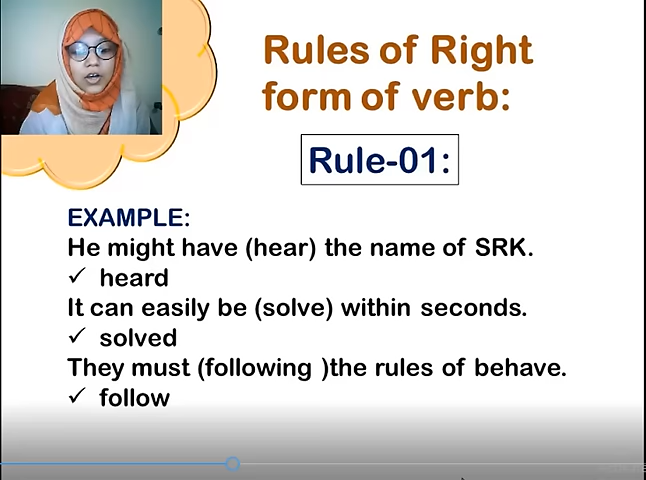 Rules of Right
form of verb:
Rule-01:
EXAMPLE:
He might have (hear) the name of SRK.
✓ heard
It can easily be (solve) within seconds.
✓ solved
They must (following )the rules of behave.
✓ follow